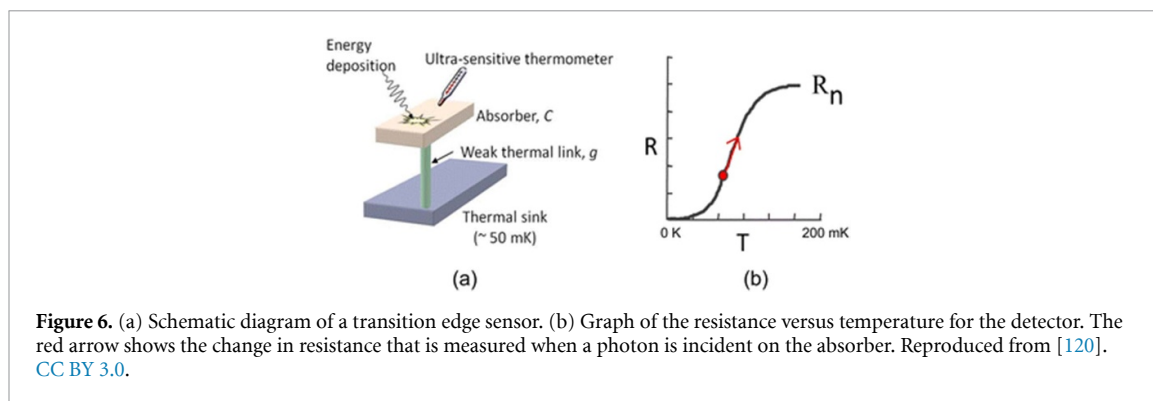 Energy
deposition
Ultra-sensitive thermometer
Absorber, C
Weak thermal link, g
Thermal sink
(~ 50 mK)
(a)
R
Rn
0 K
T
200 mK
(b)
Figure 6. (a) Schematic diagram of a transition edge sensor. (b) Graph of the resistance versus temperature for the detector. The
red arrow shows the change in resistance that is measured when a photon is incident on the absorber. Reproduced from [120].
CC BY 3.0.